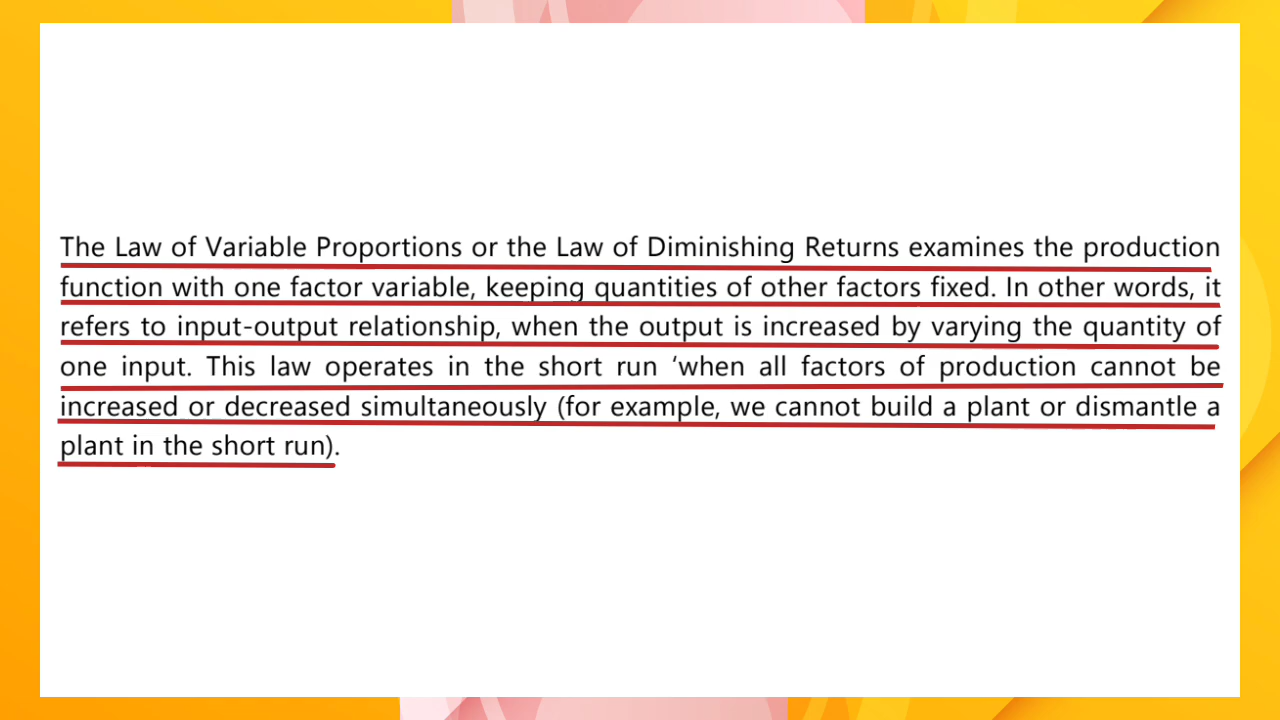 The Law of Variable Proportions or the Law of Diminishing Returns examines the production
function with one factor variable, keeping quantities of other factors fixed. In other words, it
refers to input-output relationship, when the output is increased by varying the quantity of
one input. This law operates in the short run ‘when all factors of production cannot be
increased or decreased simultaneously (for example, we cannot build a plant or dismantle a
plant in the short run).